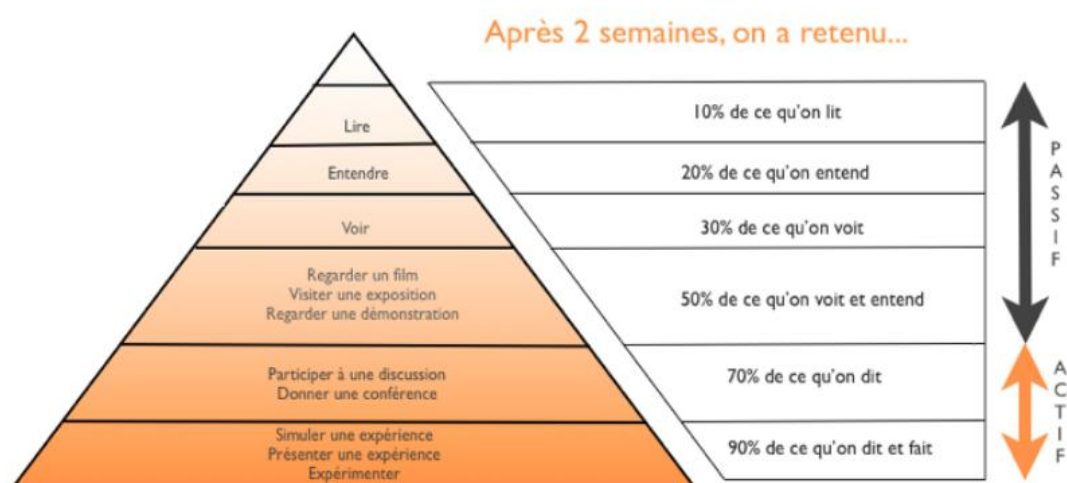 Après 2 semaines, on a retenu...
Lire
10% de ce qu'on lit
Entendre
20% de ce qu'on entend
Voir
30% de ce qu'on voit
Regarder un film
Visiter une exposition
Regarder une démonstration
50% de ce qu'on voit et entend
Participer à une discussion
Donner une conférence
70% de ce qu'on dit
Simuler une expérience
Présenter une expérience
Expérimenter
90% de ce qu'on dit et fait
PASSIF
ACTIF